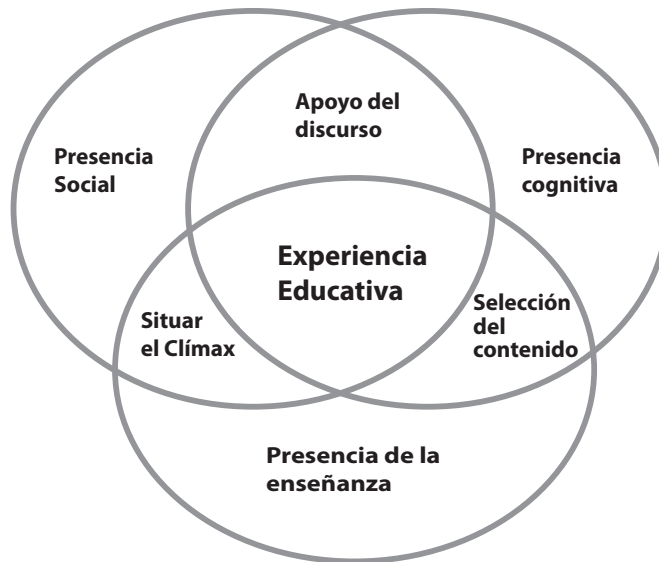 Apoyo del
discurso
Presencia
Social
Presencia
cognitiva
Experiencia
Educativa
Situar
el Clímax
Selección
del
contenido
Presencia de la
enseñanza